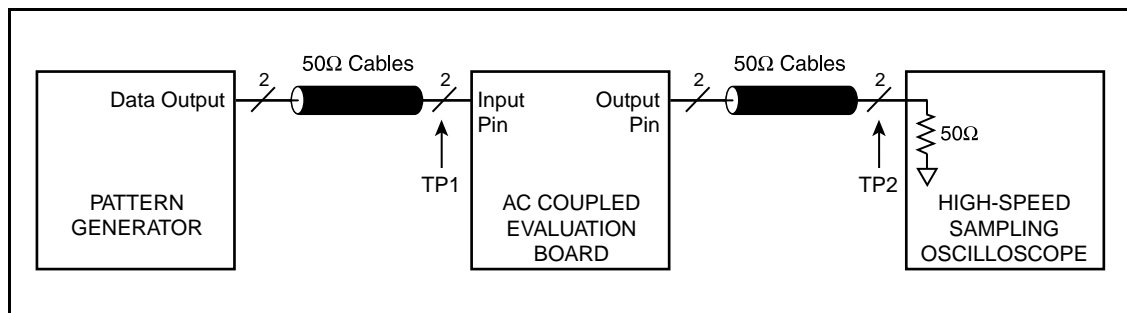 50Ω Cables
50Ω Cables
2
2
2
2
Data Output
Input
Pin
Output
Pin
50Ω
TP1
TP2
PATTERN
GENERATOR
AC COUPLED
EVALUATION
BOARD
HIGH-SPEED
SAMPLING
OSCILLOSCOPE